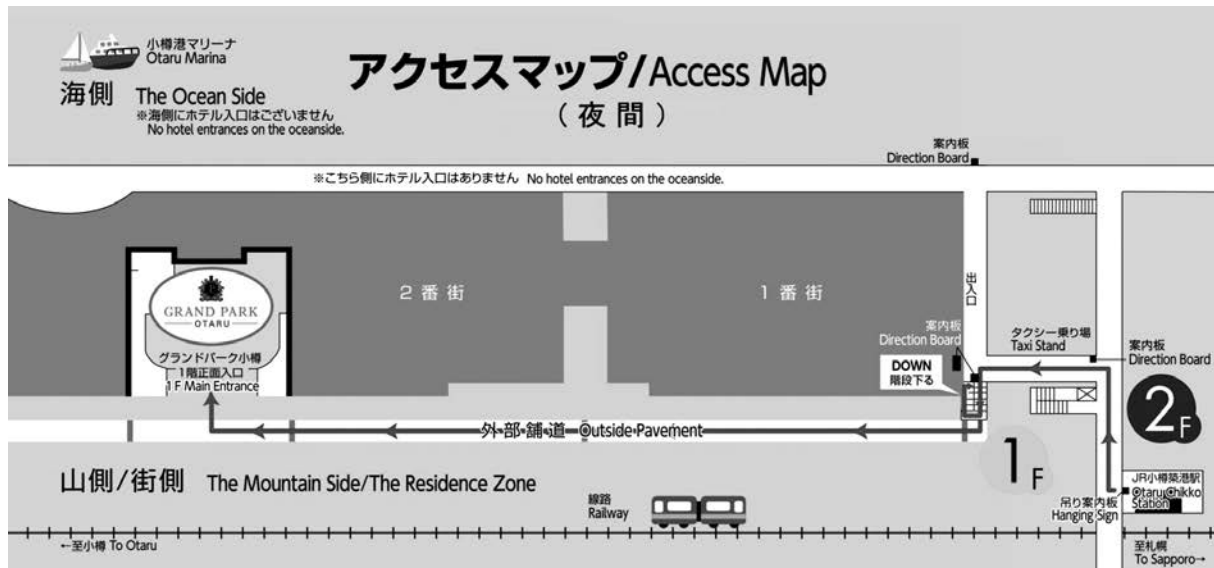 小樽港マリーナ
Otaru Marina
海側 The Ocean Side
※海側にホテル入口はございません
No hotel entrances on the oceanside.
アクセスマップ/Access Map
（夜間）
案内板
Direction Board
※こちら側にホテル入口はありません No hotel entrances on the oceanside.
GRAND PARK
OTARU
グランドパーク小樽
1階正面入口
1 F Main Entrance
2番街
1番街
出入口
案内板
Direction Board
DOWN
階段下る
タクシー乗り場
Taxi Stand
案内板
Direction Board
2F
外部舗道 Outside Pavement
1F
山側/街側 The Mountain Side/The Residence Zone
線路
Railway
JR小樽築港駅
Otaru Chikko
Station
吊り案内板
Hanging Sign
←至小樽 To Otaru
至札幌
To Sapporo→